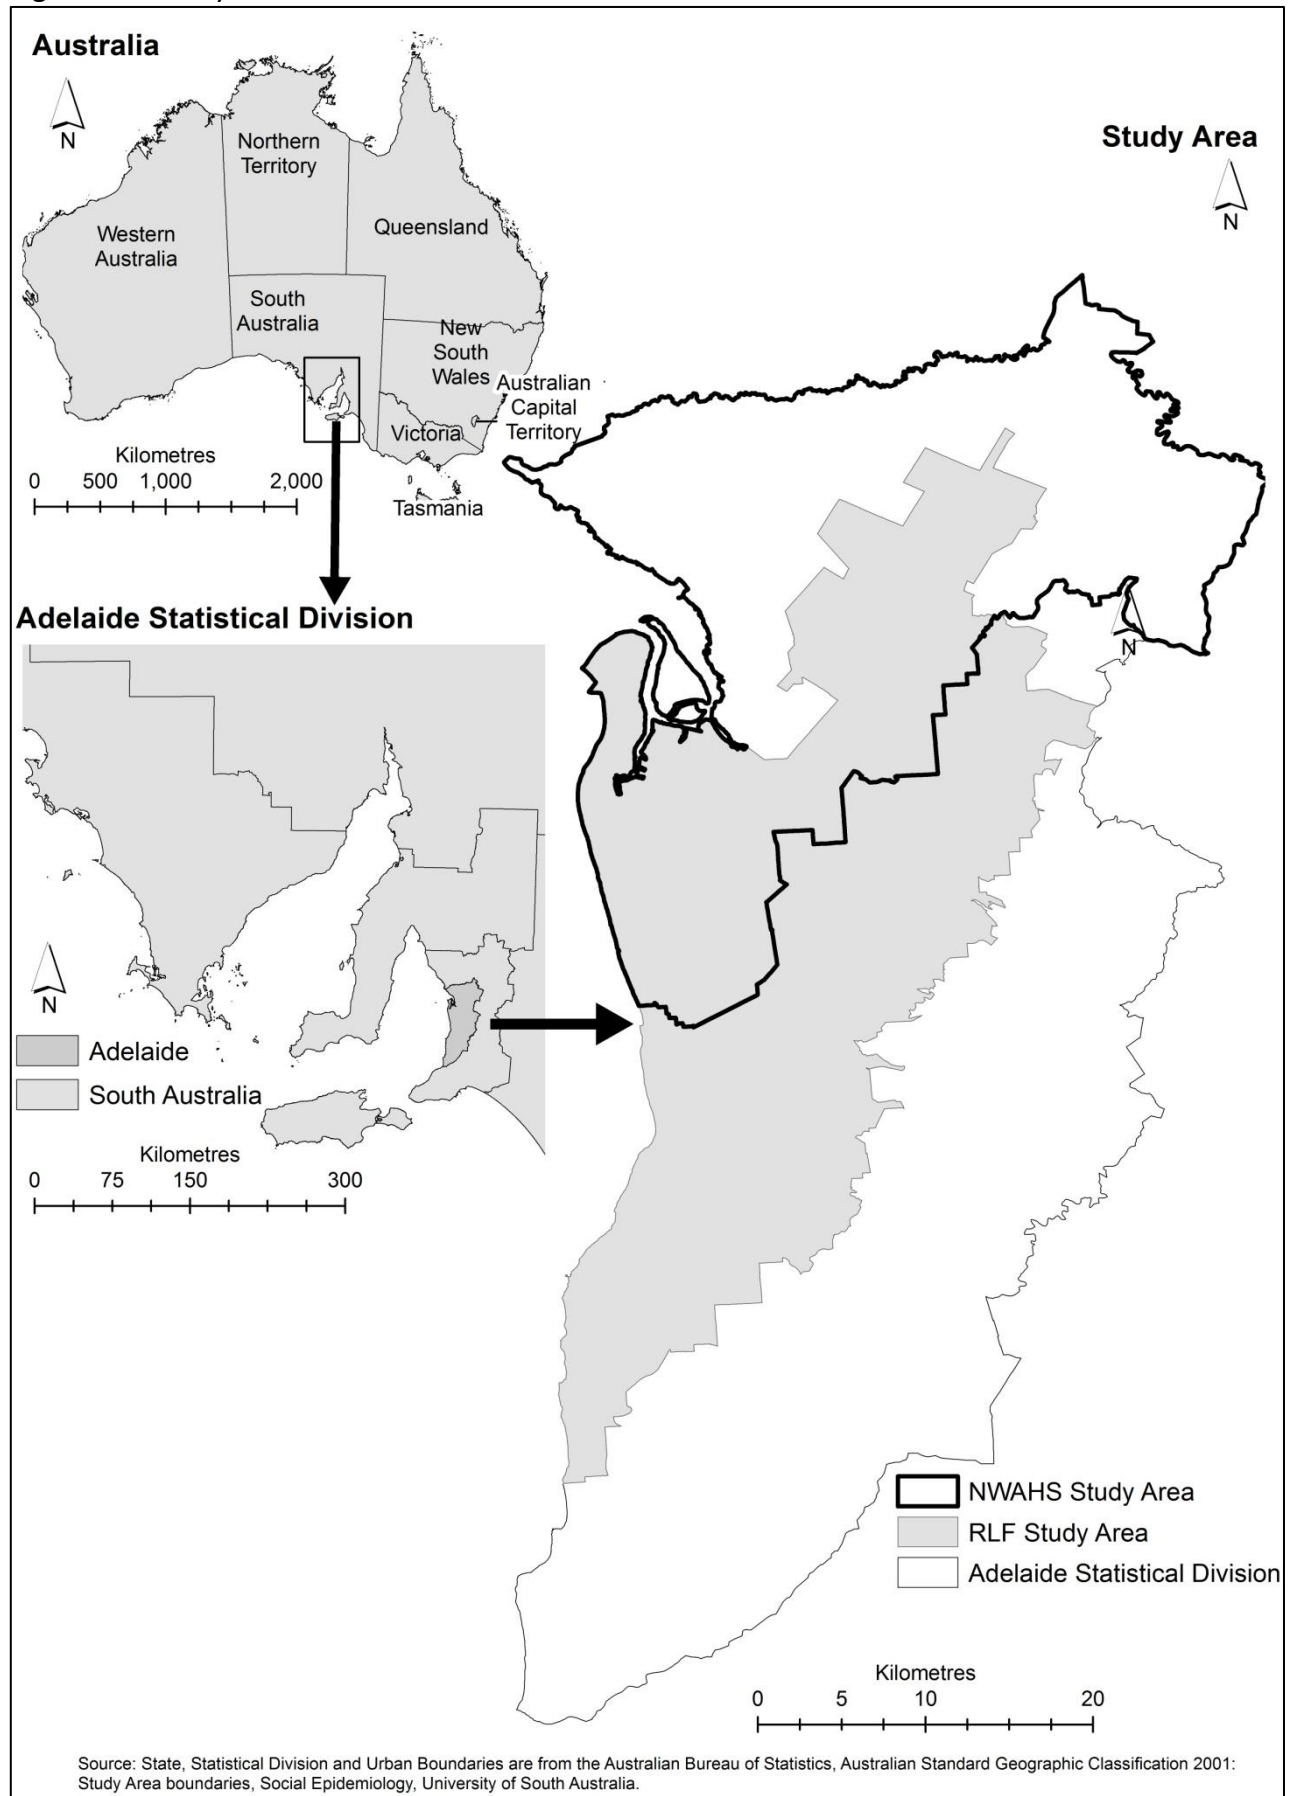 Australia
N
Northern
Territory
Western
Australia
Queensland
South
Australia
New
South
Wales
Australian
Capital
Territory
Victoria
Tasmania
Kilometres
0 500 1,000 2,000
Study Area
N
N
Adelaide Statistical Division
N
Adelaide
South Australia
Kilometres
0 75 150 300
NWAHS Study Area
RLF Study Area
Adelaide Statistical Division
Kilometres
0 5 10 20
Source: State, Statistical Division and Urban Boundaries are from the Australian Bureau of Statistics, Australian Standard Geographic Classification 2001:
Study Area boundaries, Social Epidemiology, University of South Australia.